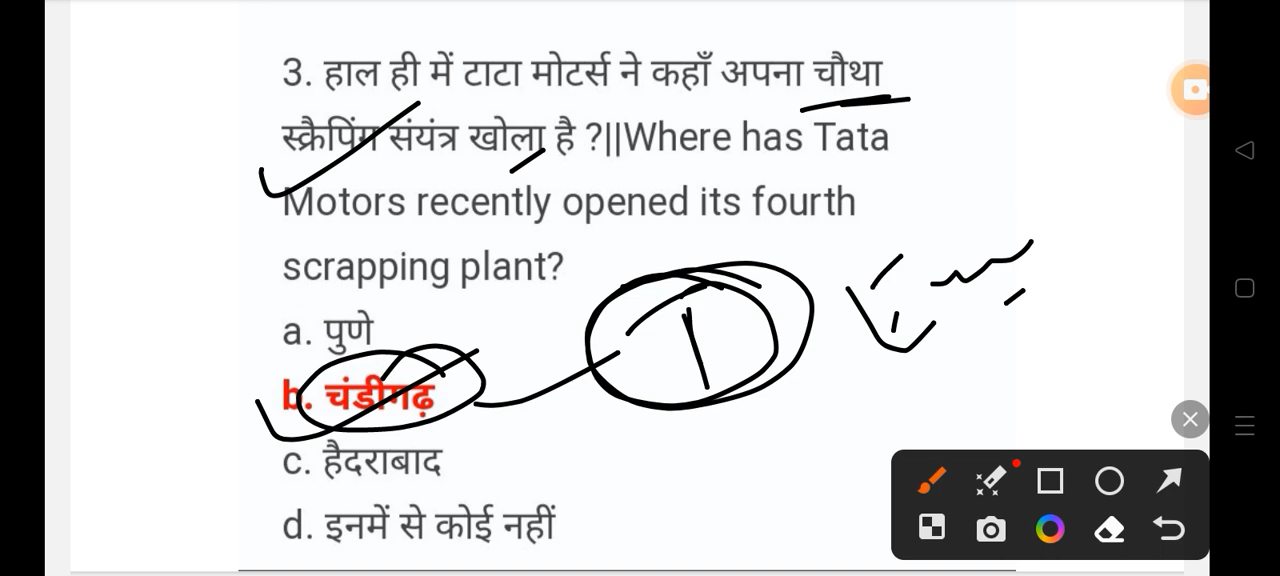 3. हाल ही में टाटा मोटर्स ने कहाँ अपना चौथा
स्क्रैपिंग संयंत्र खोला है ?||Where has Tata
Motors recently opened its fourth
scrapping plant?
a. पुणे
b. चंडीगढ़
c. हैदराबाद
d. इनमें से कोई नहीं